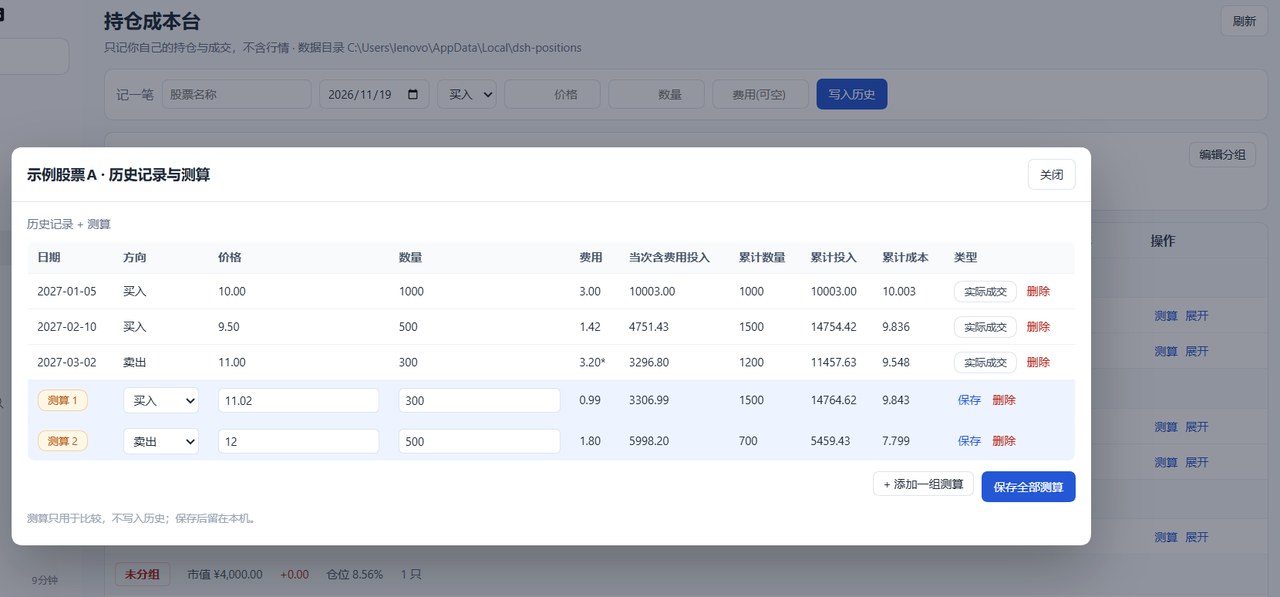 持仓成本台
刷新
只记你自己的持仓与成交，不含行情 · 数据目录 C:\Users\lenovo\AppData\Local\dsh-positions
记一笔 股票名称 2026/11/19 买入 价格 数量 费用(可空) 写入历史
编辑分组
示例股票A · 历史记录与测算 关闭
历史记录 + 测算
日期 方向 价格 数量 费用 当次含费用投入 累计数量 累计投入 累计成本 类型
2027-01-05 买入 10.00 1000 3.00 10003.00 1000 10003.00 10.003 实际成交 删除
2027-02-10 买入 9.50 500 1.42 4751.43 1500 14754.42 9.836 实际成交 删除
2027-03-02 卖出 11.00 300 3.20* 3296.80 1200 11457.63 9.548 实际成交 删除
测算 1 买入 11.02 300 0.99 3306.99 1500 14764.62 9.843 保存 删除
测算 2 卖出 12 500 1.80 5998.20 700 5459.43 7.799 保存 删除
+ 添加一组测算 保存全部测算
测算只用于比较，不写入历史；保存后留在本机。
操作
测算 展开
测算 展开
测算 展开
测算 展开
测算 展开
9分钟
未分组 市值 ¥4,000.00 +0.00 仓位 8.56% 1 只